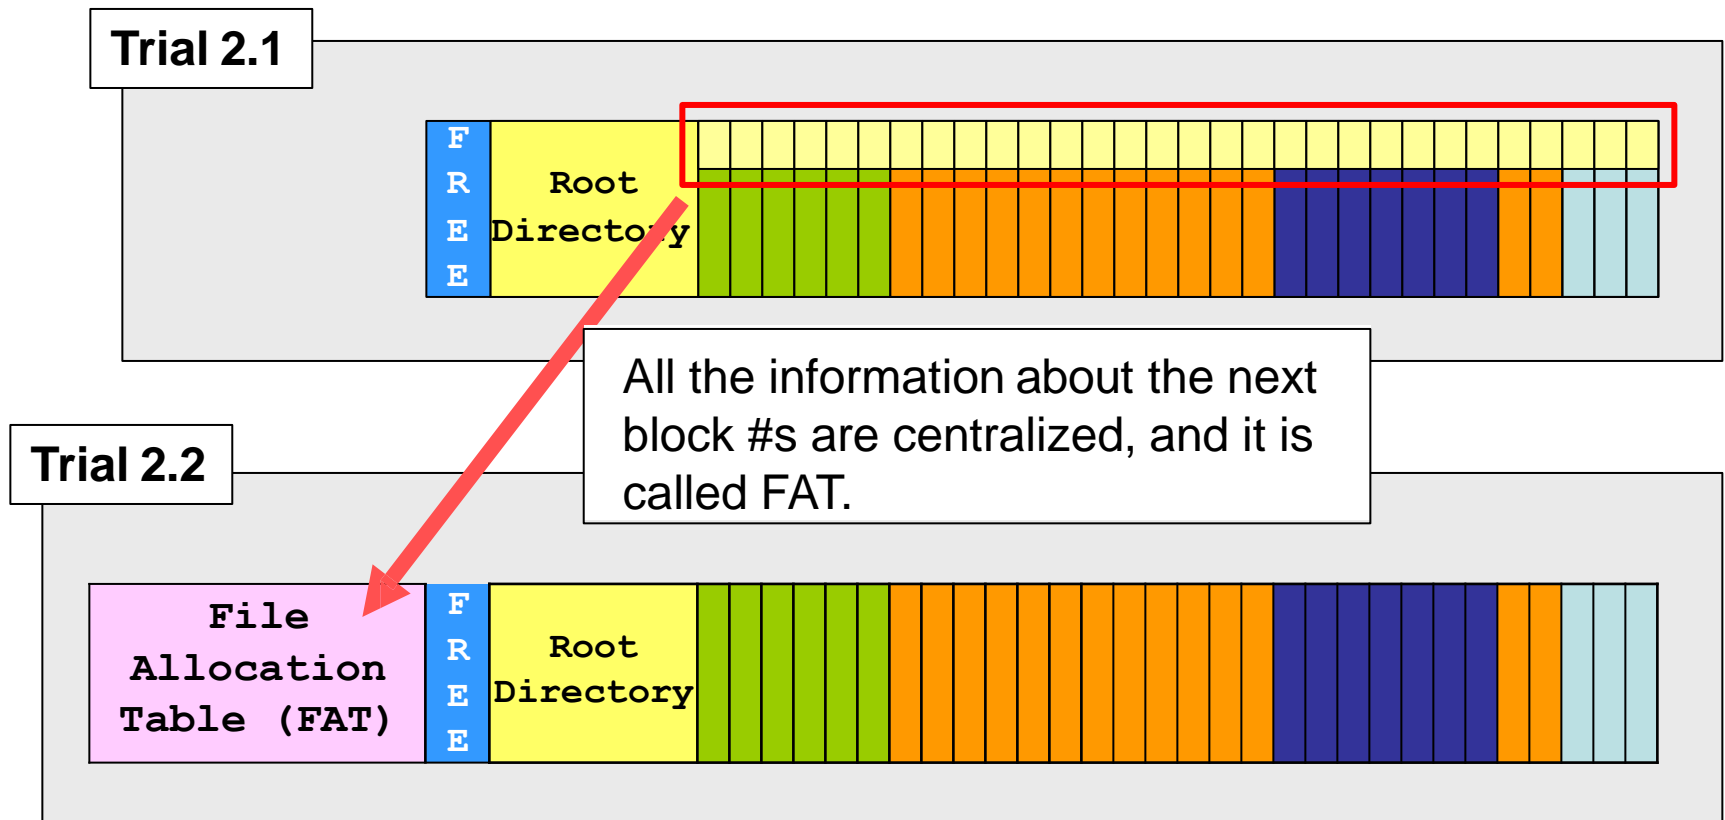 Trial 2.1
F
R
E
E
Root
Directory
All the information about the next
block #s are centralized, and it is
called FAT.
Trial 2.2
File
Allocation
Table (FAT)
F
R
E
E
Root
Directory